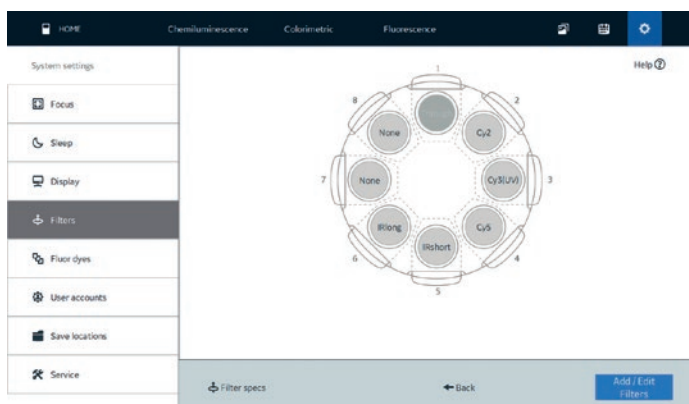 HOME
Chemiluminescence
Colorimetric
Fluorescence
System settings
Help
Focus
Sleep
Display
Filters
Fluor dyes
User accounts
Save locations
Service
1
2
3
4
5
6
7
8
Cy2
Cy3(UV)
Cy5
IRshort
IRlong
None
None
Filter specs
Back
Add / Edit
Filters